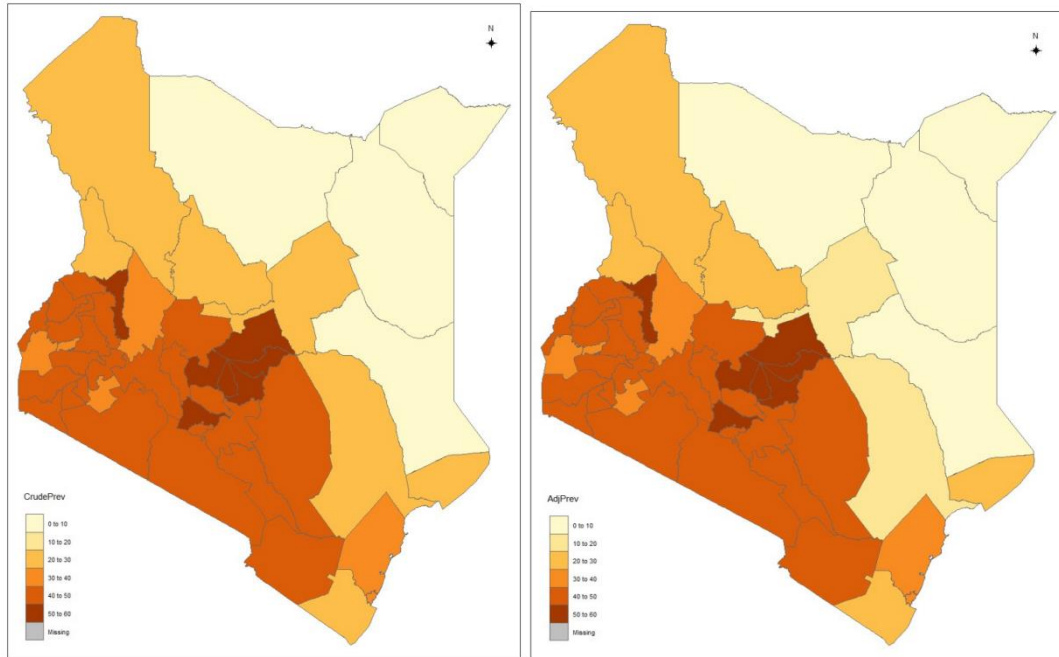 N
CrudePrev
0 to 10
10 to 20
20 to 30
30 to 40
40 to 50
50 to 60
Missing
N
AdjPrev
0 to 10
10 to 20
20 to 30
30 to 40
40 to 50
50 to 60
Missing